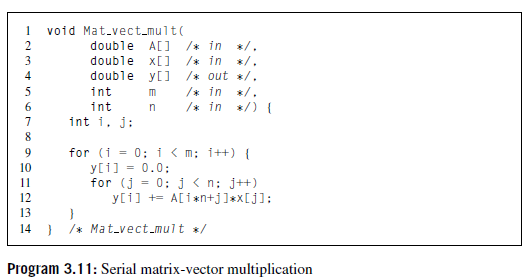 1 void Mat_vect_mult(
2 double A[] /* in */,
3 double x[] /* in */,
4 double y[] /* out */,
5 int m /* in */,
6 int n /* in */) {
7 int i, j;
8
9 for (i = 0; i < m; i++) {
10 y[i] = 0.0;
11 for (j = 0; j < n; j++)
12 y[i] += A[i*n+j]*x[j];
13 }
14 } /* Mat_vect_mult */
Program 3.11: Serial matrix-vector multiplication